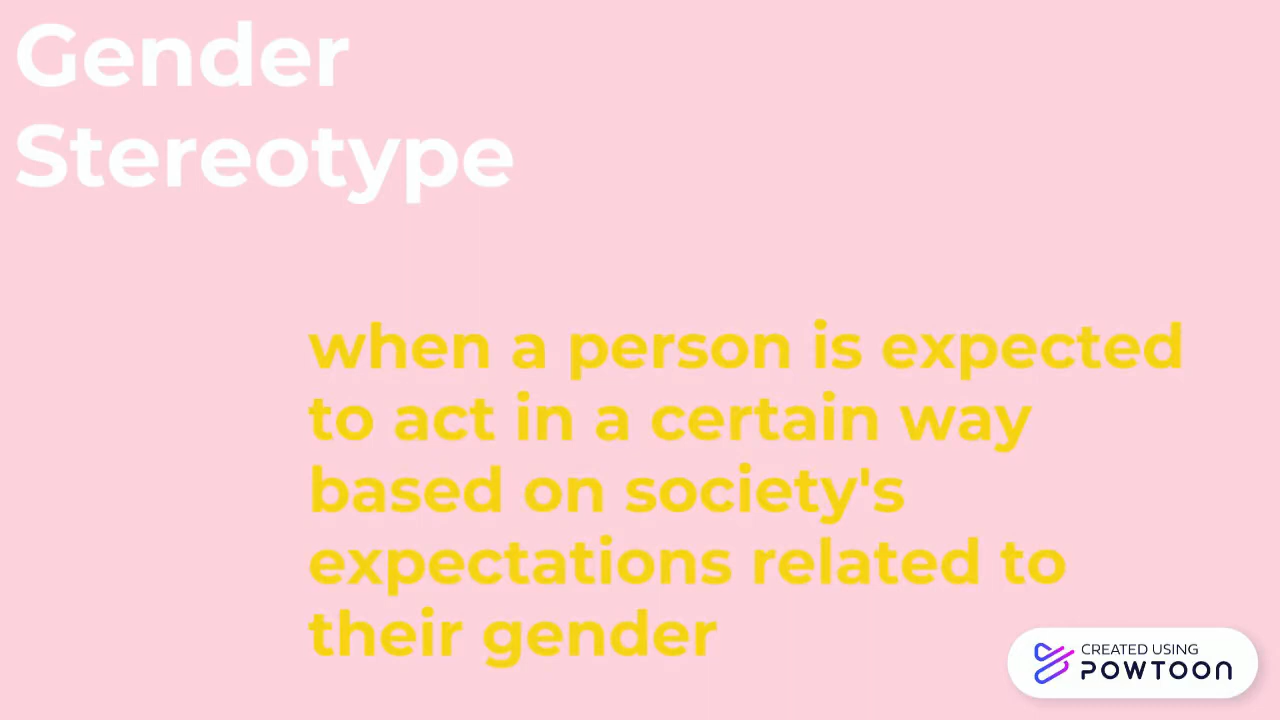 Gender
Stereotype
when a person is expected
to act in a certain way
based on society's
expectations related to
their gender
CREATED USING
POWTOON